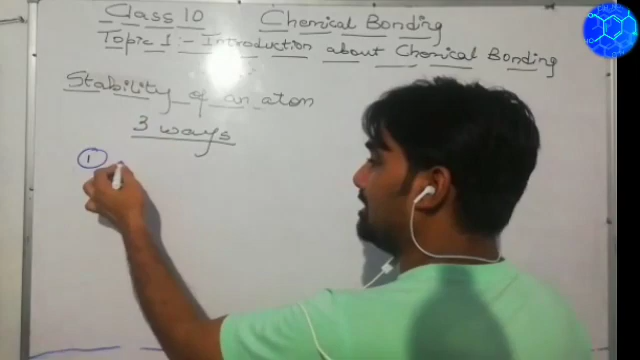 Class 10 Chemical Bonding
Topic 1 :- Introduction about Chemical Bonding
Stability of an atom
3 ways
1